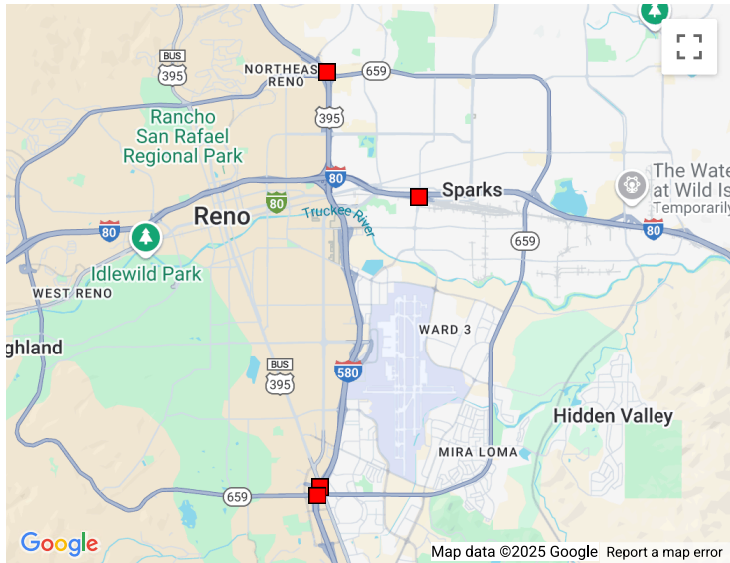 BUS
395
NORTHEAS
RENO
659
Rancho
San Rafael
Regional Park
395
80
Sparks
The Wate
at Wild Is
Temporarily
80
Reno
Truckee River
80
80
659
Idlewild Park
WEST RENO
WARD 3
ghland
580
BUS
395
Hidden Valley
MIRA LOMA
659
Google
Map data ©2025 Google
Report a map error